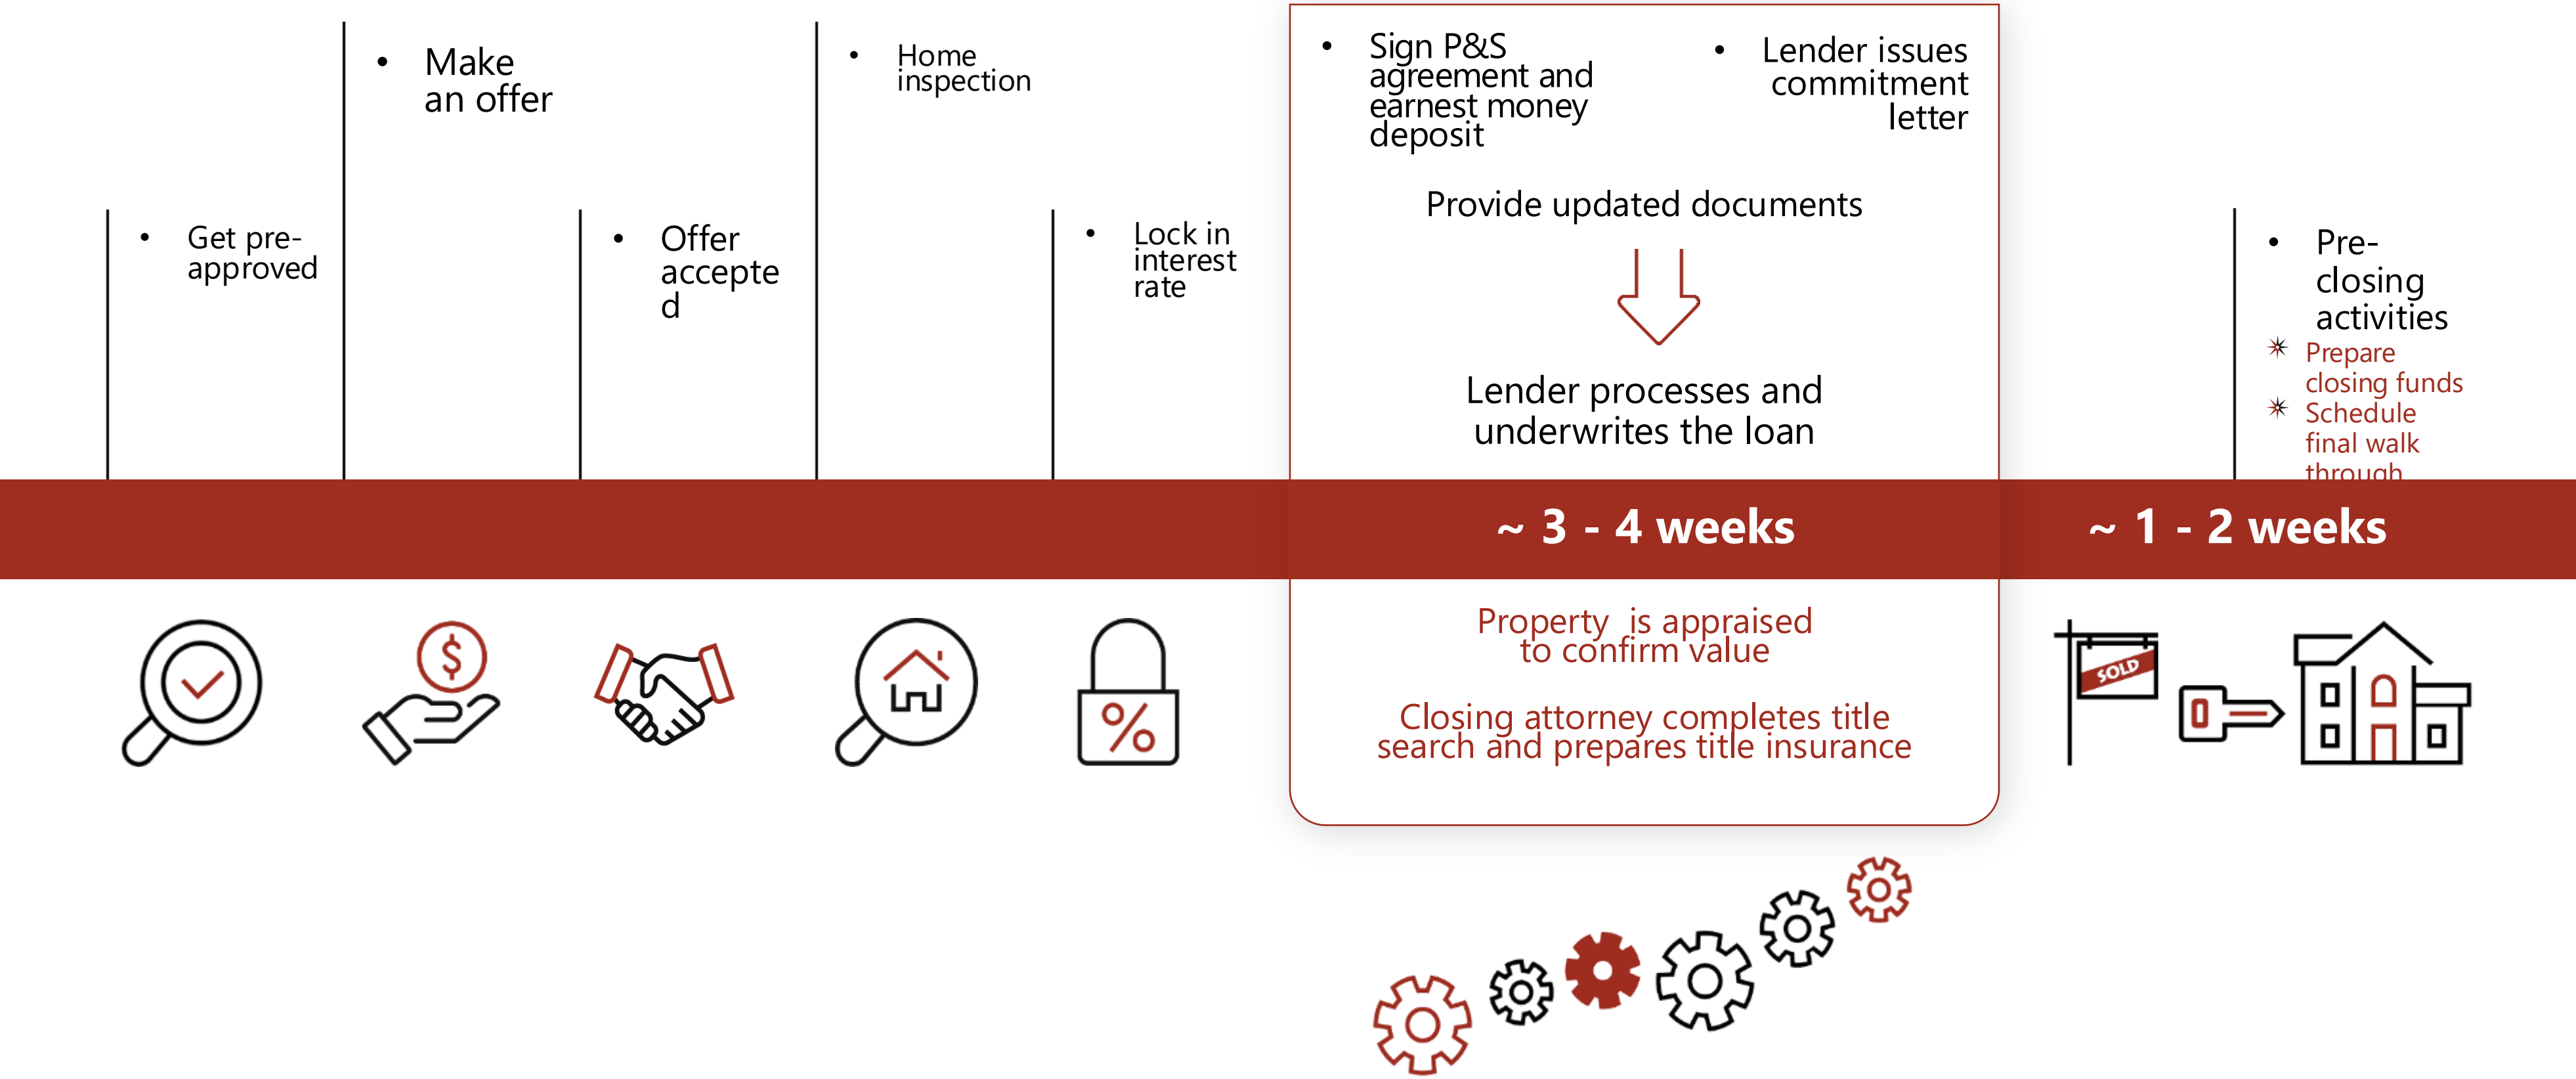 • Make
an offer
• Home
inspection
• Sign P&S
agreement and
earnest money
deposit
• Lender issues
commitment
letter
Provide updated documents
• Get pre-
approved
• Offer
accepte
d
• Lock in
interest
rate
Lender processes and
underwrites the loan
• Pre-
closing
activities
Prepare
closing funds
Schedule
final walk
through
~ 3 - 4 weeks
~ 1 - 2 weeks
Property  is appraised
to confirm value
Closing attorney completes title
search and prepares title insurance
$
%
SOLD